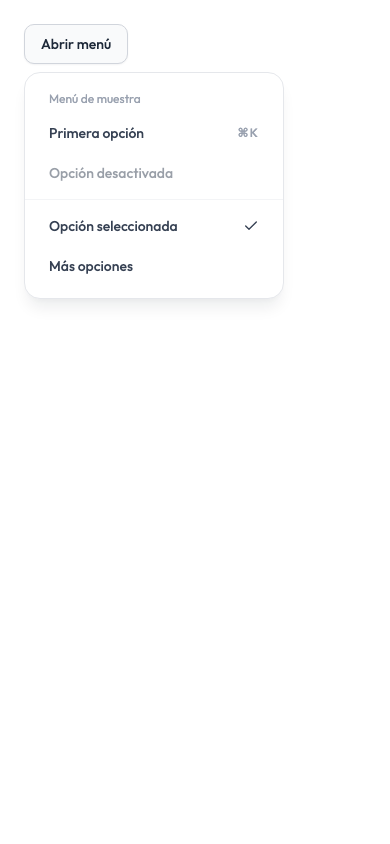 Abrir menú
Menú de muestra
Primera opción ⌘K
Opción desactivada
Opción seleccionada
Más opciones